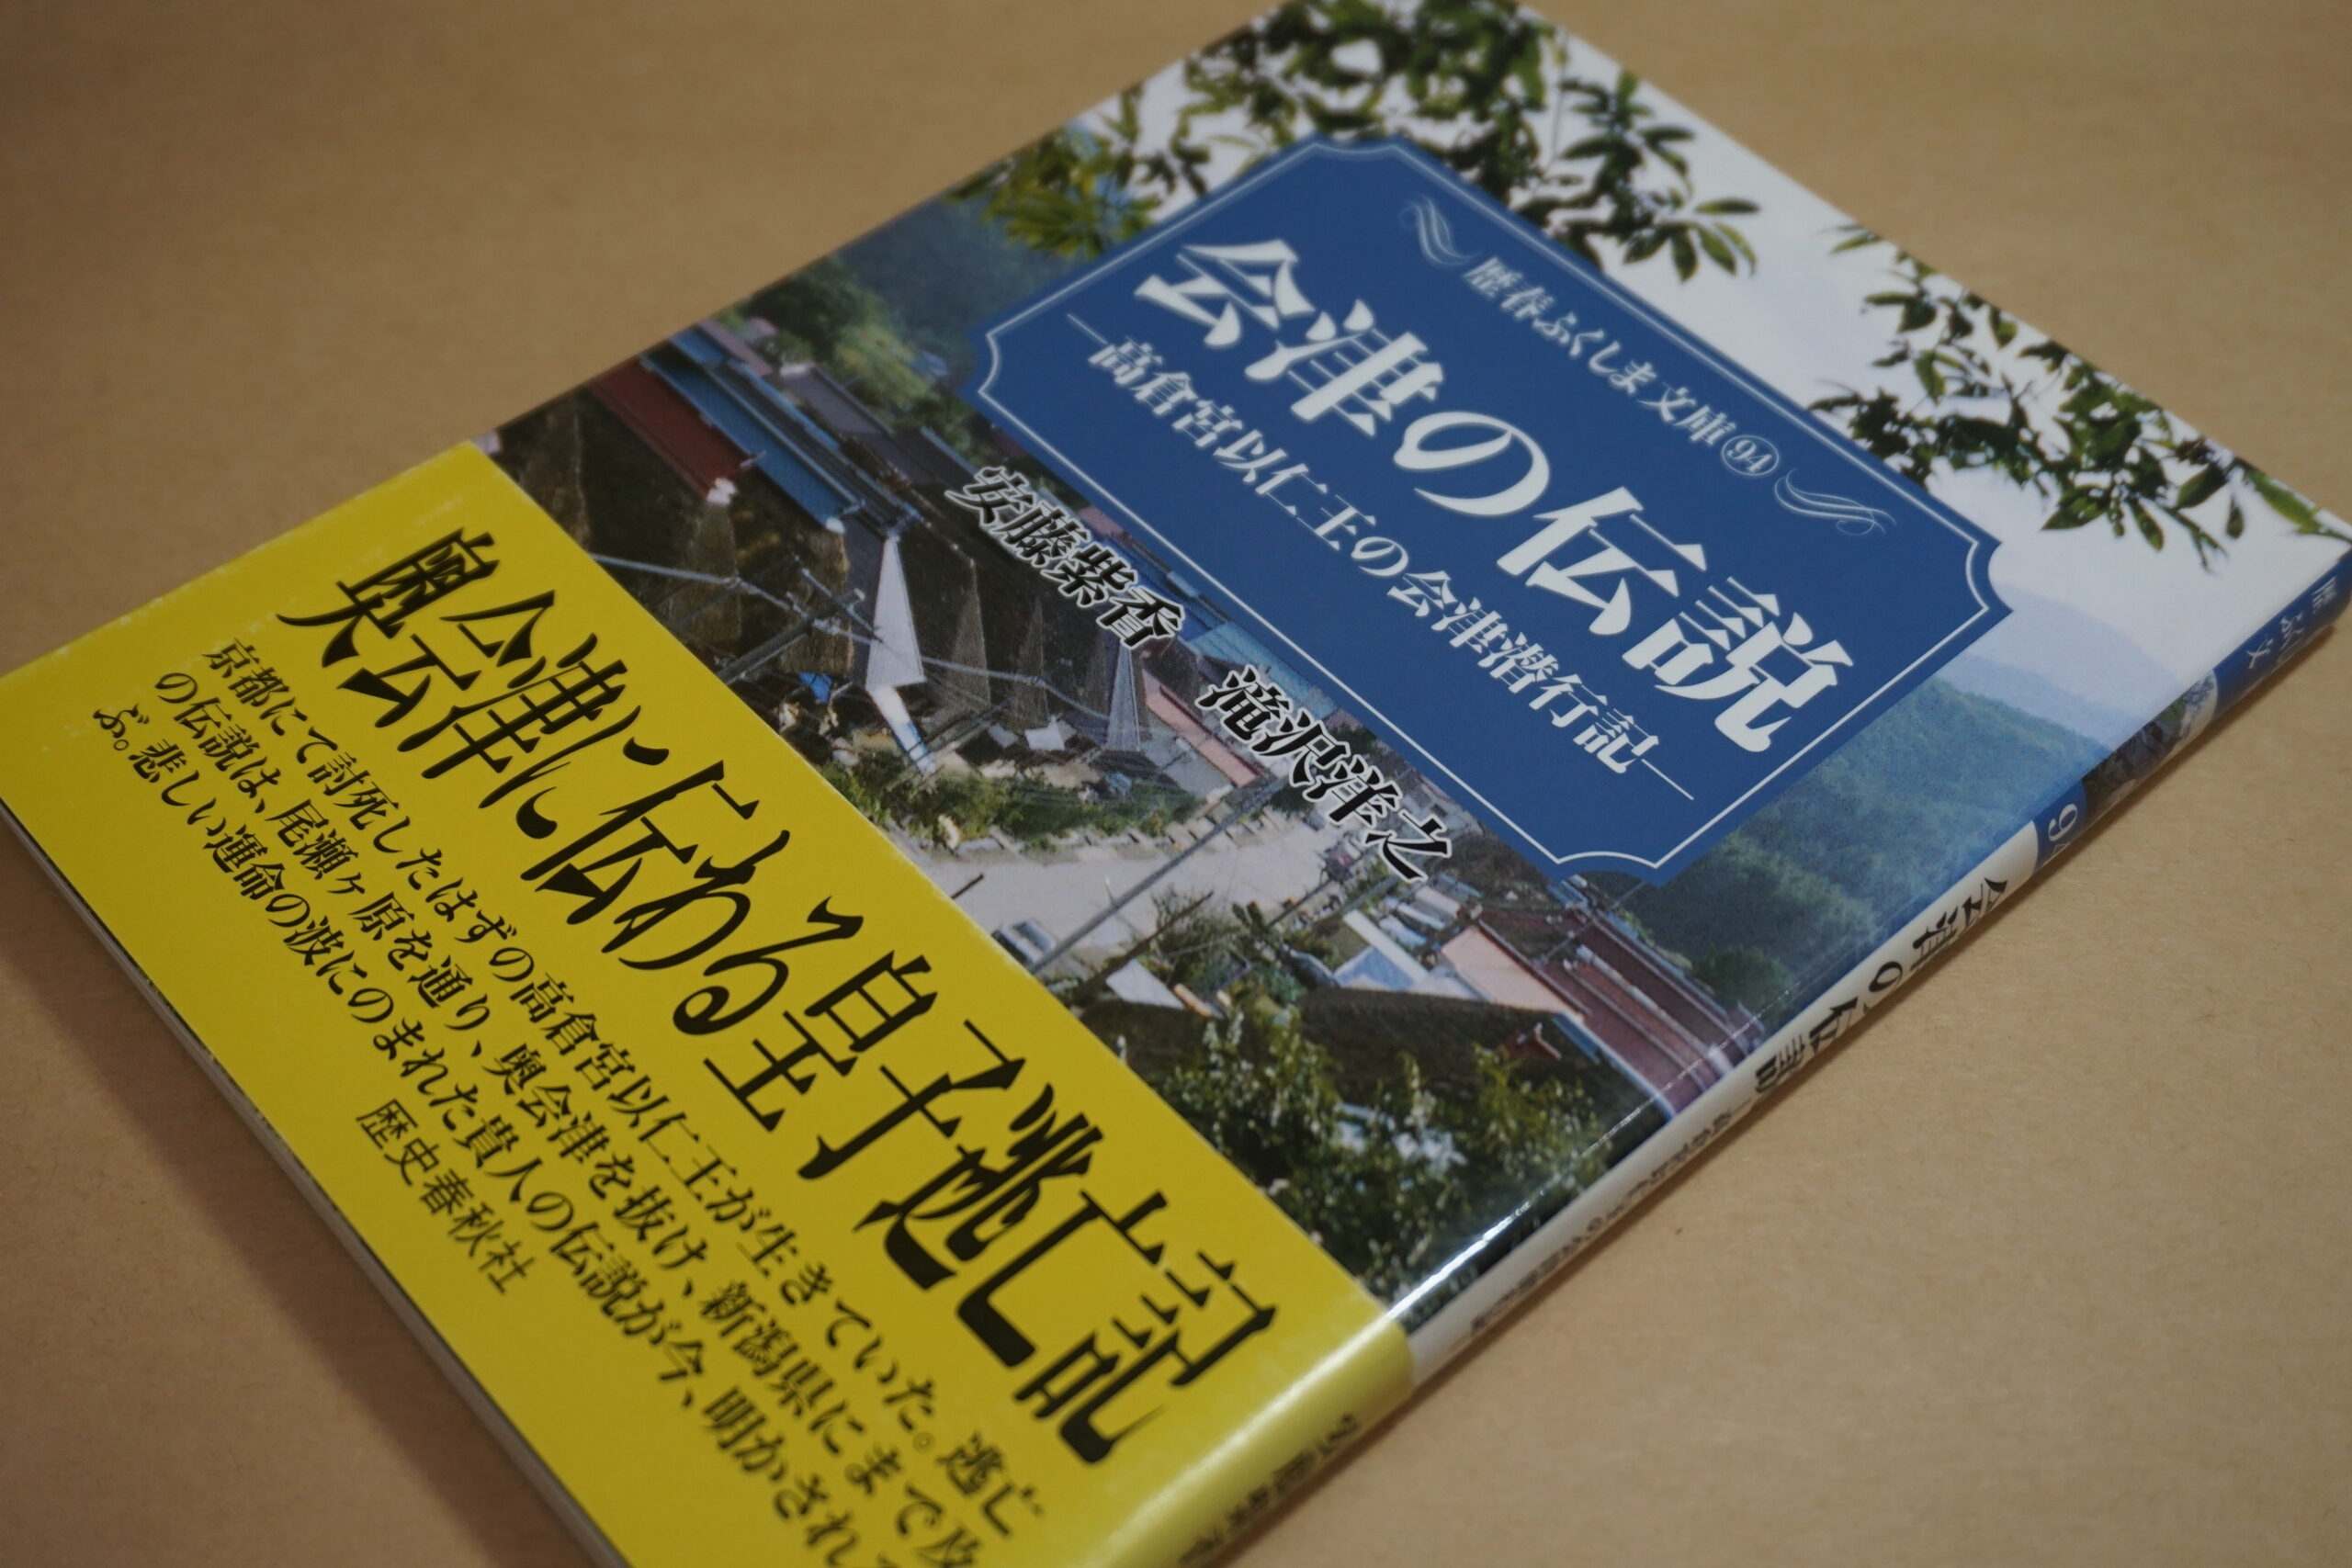 歴春ふくしま文庫94
会津の伝説
―高倉宮以仁王の会津潜行記―
安藤紫香 滝沢洋之
奥会津に伝わる皇子逃亡記
京都にて討死したはずの高倉宮以仁王が生きていた。逃亡
の伝説は、尾瀬ヶ原を通り、奥会津を抜け、新潟県にまで及
ぶ。悲しい運命の波にのまれた貴人の伝説が今、明かされ
歴史春秋社
94
会津の伝説